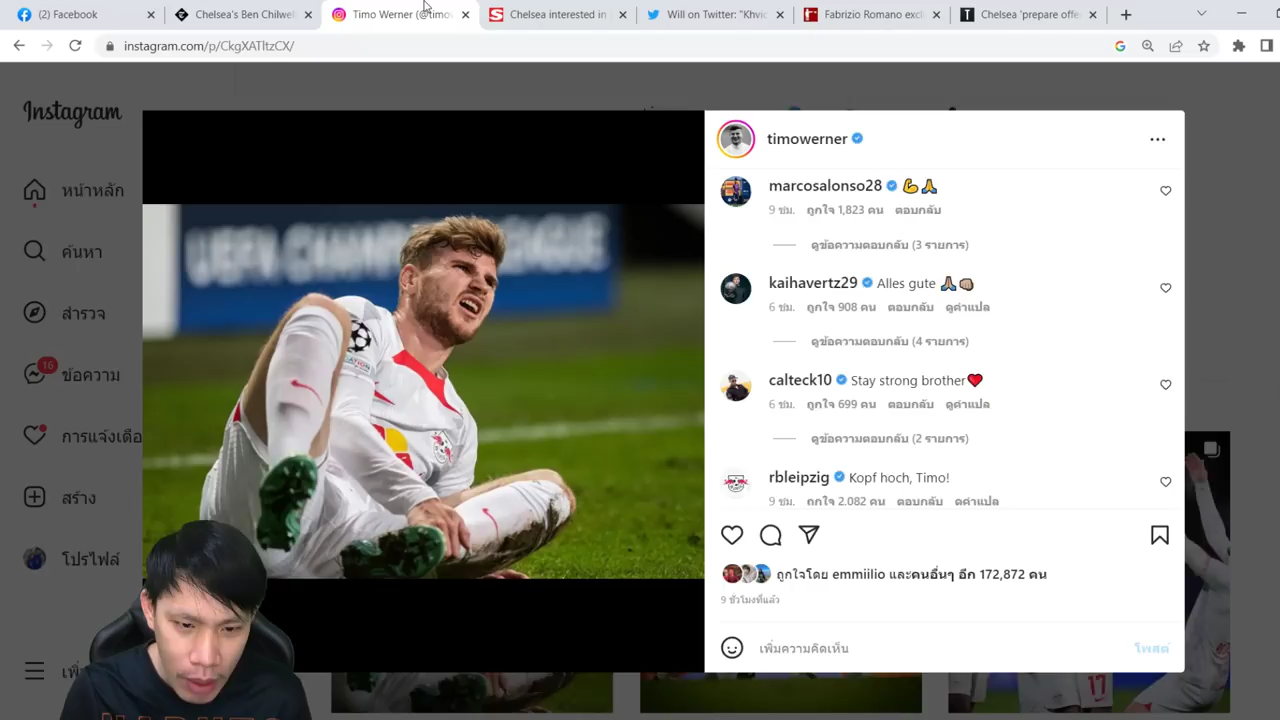 (2) Facebook
Chelsea's Ben Chilwel
Timo Werner (@timow
Chelsea interested in
Will on Twitter: "Khvic
Fabrizio Romano excl
Chelsea 'prepare offe
instagram.com/p/CkgXATltzCX/
Instagram
หน้าหลัก
ค้นหา
สำรวจ
16
ข้อความ
การแจ้งเตือ
สร้าง
โปรไฟล์
UEFA CHAMPIONS LEAGUE
timowerner
marcosalonso28 💪🙏
9 ชม. ถูกใจ 1,823 คน ตอบกลับ
ดูข้อความตอบกลับ (3 รายการ)
kaihavertz29 Alles gute 🙏🏼👊🏼
6 ชม. ถูกใจ 908 คน ตอบกลับ ดูคำแปล
ดูข้อความตอบกลับ (4 รายการ)
calteck10 Stay strong brother❤️
6 ชม. ถูกใจ 699 คน ตอบกลับ ดูคำแปล
ดูข้อความตอบกลับ (2 รายการ)
rbleipzig Kopf hoch, Timo!
9 ชม. ถูกใจ 2,082 คน ตอบกลับ ดูคำแปล
ถูกใจโดย emmiilio และคนอื่นๆ อีก 172,872 คน
9 ชั่วโมงที่แล้ว
เพิ่มความคิดเห็น
โพสต์
17